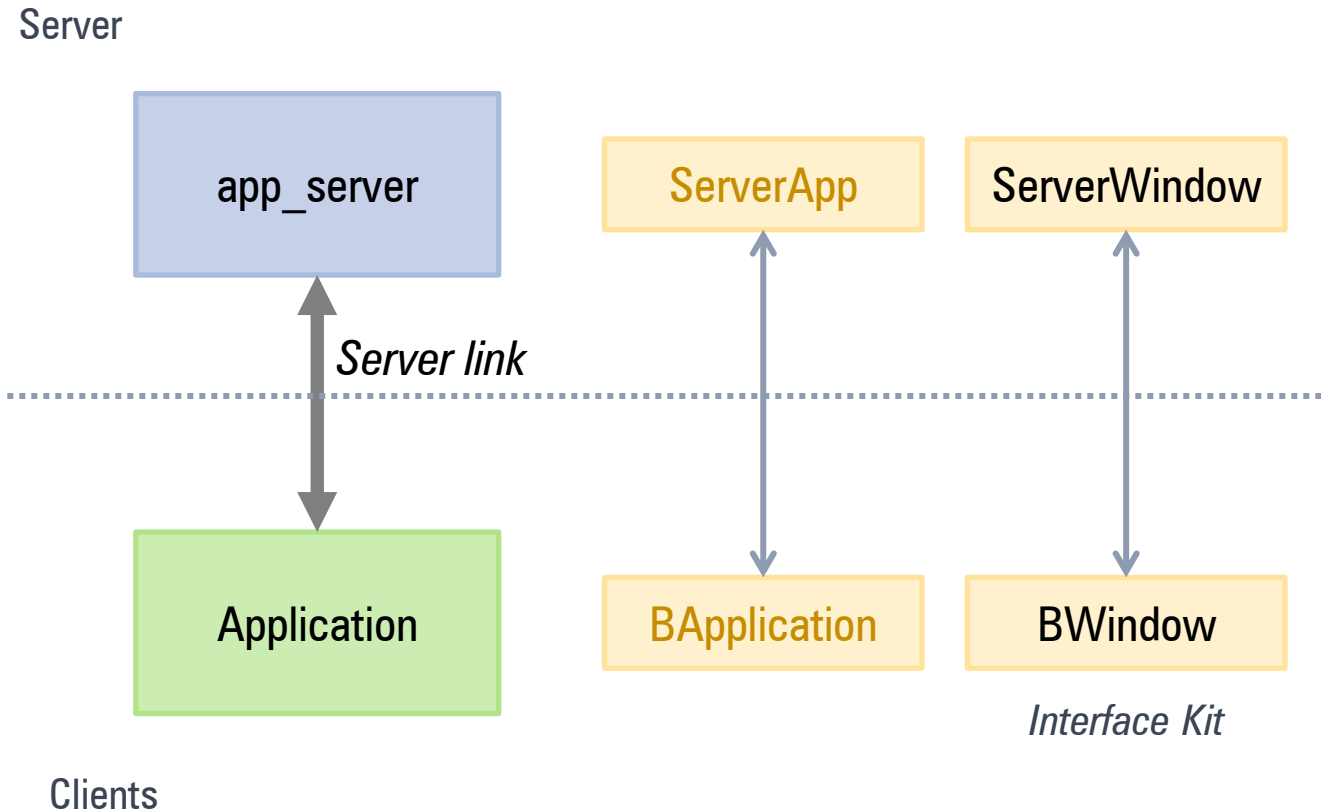 Server
app_server
ServerApp
ServerWindow
Server link
Application
BApplication
BWindow
Interface Kit
Clients